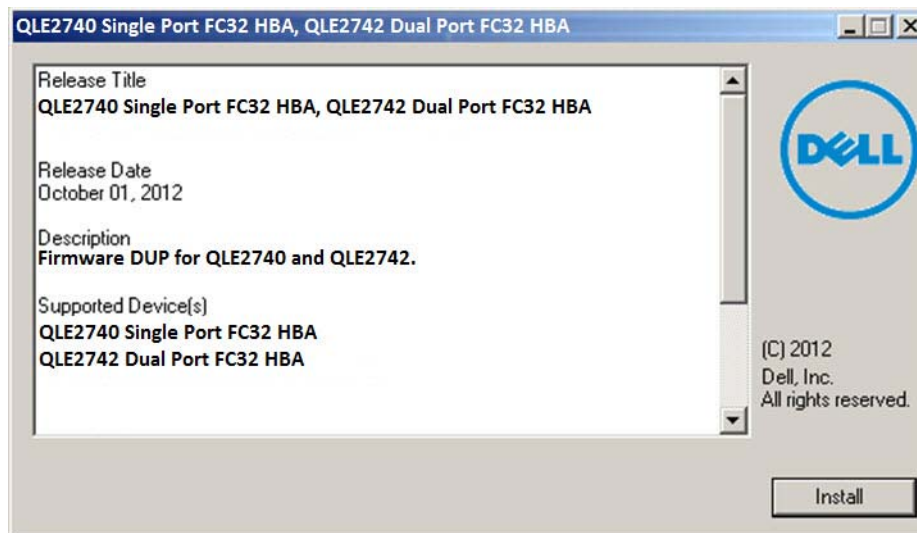 QLE2740 Single Port FC32 HBA, QLE2742 Dual Port FC32 HBA
Release Title
QLE2740 Single Port FC32 HBA, QLE2742 Dual Port FC32 HBA
Release Date
October 01, 2012
Description
Firmware DUP for QLE2740 and QLE2742.
Supported Device(s)
QLE2740 Single Port FC32 HBA
QLE2742 Dual Port FC32 HBA
DELL
(C) 2012
Dell, Inc.
All rights reserved.
Install